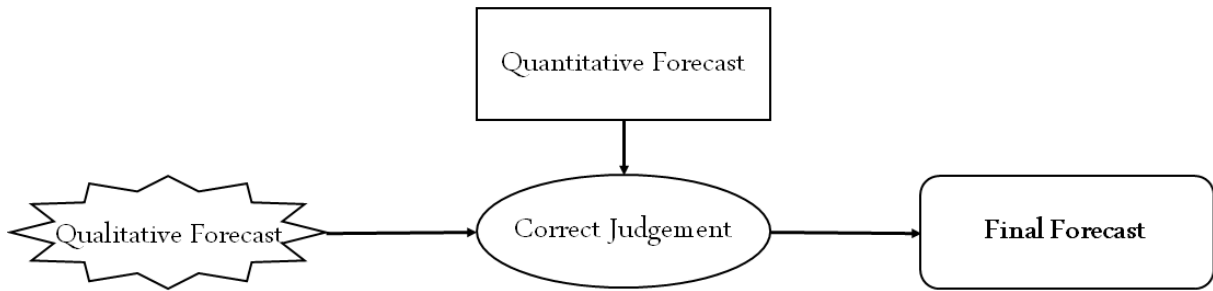 Quantitative Forecast
Qualitative Forecast
Correct Judgement
Final Forecast